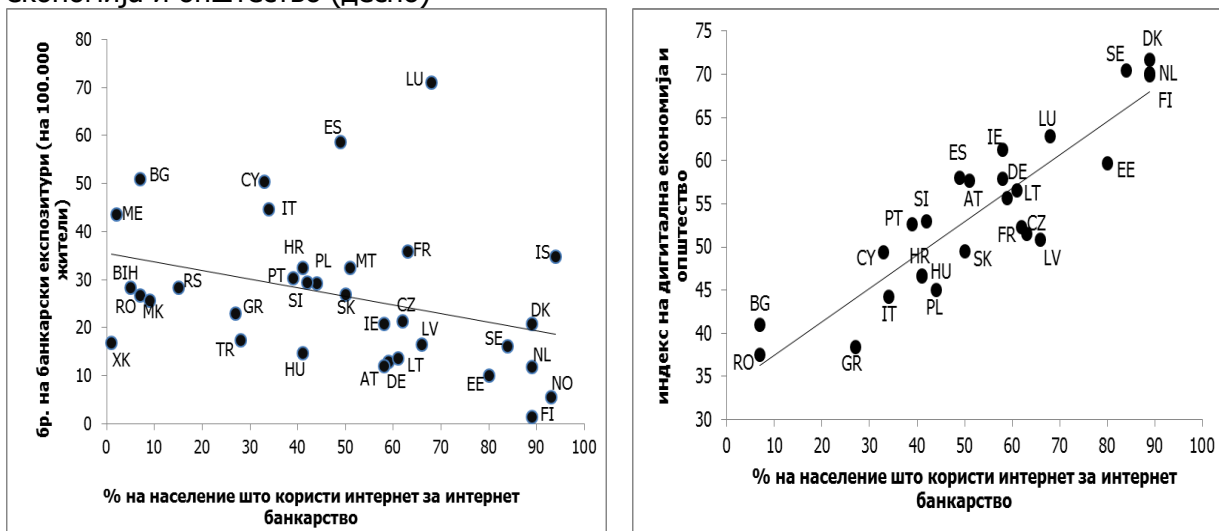 економија и општество (десно)
бр. на банкарски експозитури (на 100.000
жители)
80
70
60
50
40
30
20
10
0
LU
ES
BG
CY
ME
IT
IS
HR
PL
MT
FR
BIH
RS
PT
RO
MK
SI
SK
GR
CZ
DK
IE
TR
LV
SE
XK
HU
AT
DE
LT
NL
EE
NO
FI
0
10
20
30
40
50
60
70
80
90
100
% на население што користи интернет за интернет
банкарство
индекс на дигитална економија и
општество
75
70
65
60
55
50
45
40
35
30
DK
SE
NL
FI
LU
IE
ES
DE
EE
AT
LT
SI
PT
CZ
FR
CY
HR
SK
LV
HU
IT
PL
BG
RO
GR
0
10
20
30
40
50
60
70
80
90
100
% на население што користи интернет за интернет
банкарство